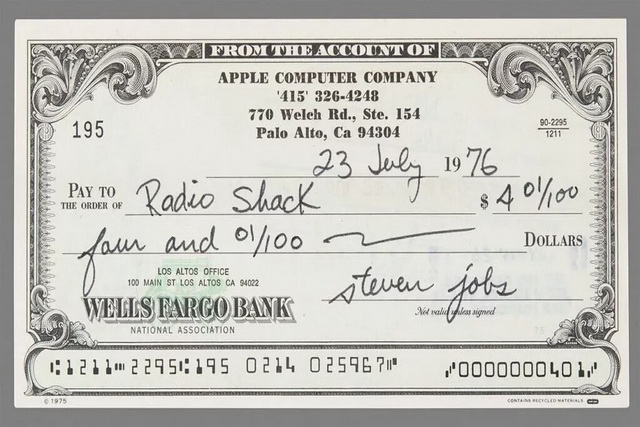 FROM THE ACCOUNT OF
APPLE COMPUTER COMPANY
'415' 326-4248
770 Welch Rd., Ste. 154
Palo Alto, Ca 94304
195
90-2295
1211
23 July 1976
PAY TO THE ORDER OF Radio Shack $ 4 01/100
four and 01/100 DOLLARS
LOS ALTOS OFFICE
100 MAIN ST LOS ALTOS CA 94022
WELLS FARGO BANK
NATIONAL ASSOCIATION
steven jobs
Not valid unless signed
⑆1211⑉2295⑆195 0214 025967⑈ ⑈0000000401⑈
© 1975
CONTAINS RECYCLED MATERIALS